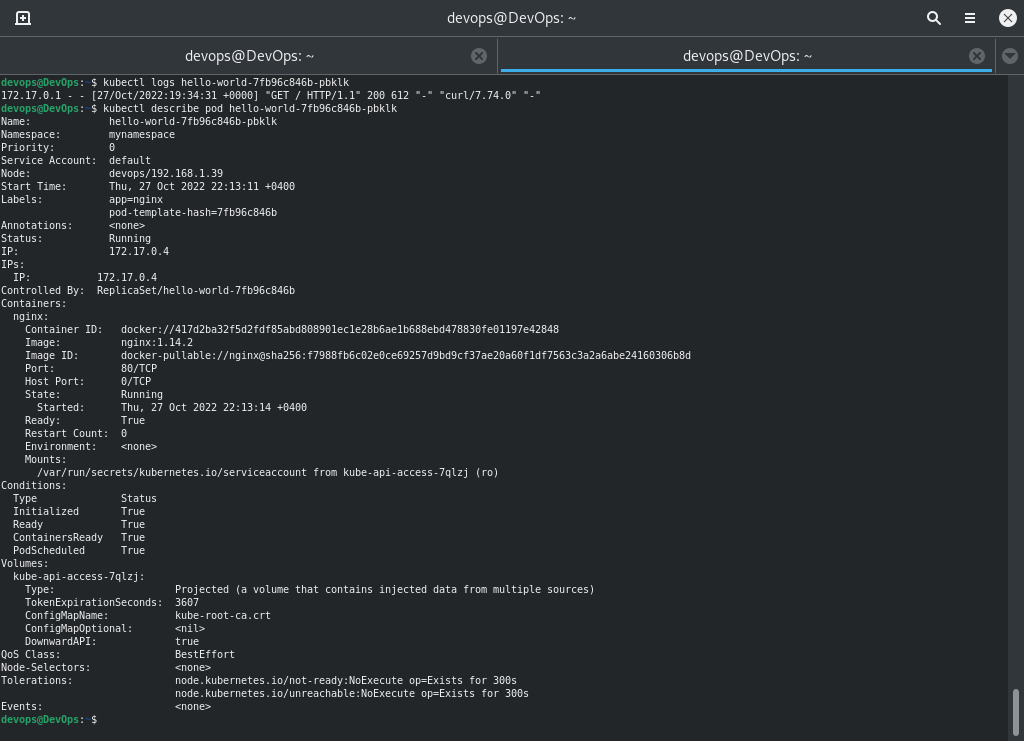 devops@DevOps: ~
devops@DevOps: ~
devops@DevOps: ~
devops@DevOps:~$ kubectl logs hello-world-7fb96c846b-pbklk
172.17.0.1 - - [27/Oct/2022:19:34:31 +0000] "GET / HTTP/1.1" 200 612 "-" "curl/7.74.0" "-"
devops@DevOps:~$ kubectl describe pod hello-world-7fb96c846b-pbklk
Name:             hello-world-7fb96c846b-pbklk
Namespace:        mynamespace
Priority:         0
Service Account:  default
Node:             devops/192.168.1.39
Start Time:       Thu, 27 Oct 2022 22:13:11 +0400
Labels:           app=nginx
                  pod-template-hash=7fb96c846b
Annotations:      <none>
Status:           Running
IP:               172.17.0.4
IPs:
  IP:           172.17.0.4
Controlled By:  ReplicaSet/hello-world-7fb96c846b
Containers:
  nginx:
    Container ID:   docker://417d2ba32f5d2fdf85abd808901ec1e28b6ae1b688ebd478830fe01197e42848
    Image:          nginx:1.14.2
    Image ID:       docker-pullable://nginx@sha256:f7988fb6c02e0ce69257d9bd9cf37ae20a60f1df7563c3a2a6abe24160306b8d
    Port:           80/TCP
    Host Port:      0/TCP
    State:          Running
      Started:      Thu, 27 Oct 2022 22:13:14 +0400
    Ready:          True
    Restart Count:  0
    Environment:    <none>
    Mounts:
      /var/run/secrets/kubernetes.io/serviceaccount from kube-api-access-7qlzj (ro)
Conditions:
  Type              Status
  Initialized       True
  Ready             True
  ContainersReady   True
  PodScheduled      True
Volumes:
  kube-api-access-7qlzj:
    Type:                    Projected (a volume that contains injected data from multiple sources)
    TokenExpirationSeconds:  3607
    ConfigMapName:           kube-root-ca.crt
    ConfigMapOptional:       <nil>
    DownwardAPI:             true
QoS Class:                   BestEffort
Node-Selectors:              <none>
Tolerations:                 node.kubernetes.io/not-ready:NoExecute op=Exists for 300s
                             node.kubernetes.io/unreachable:NoExecute op=Exists for 300s
Events:                      <none>
devops@DevOps:~$